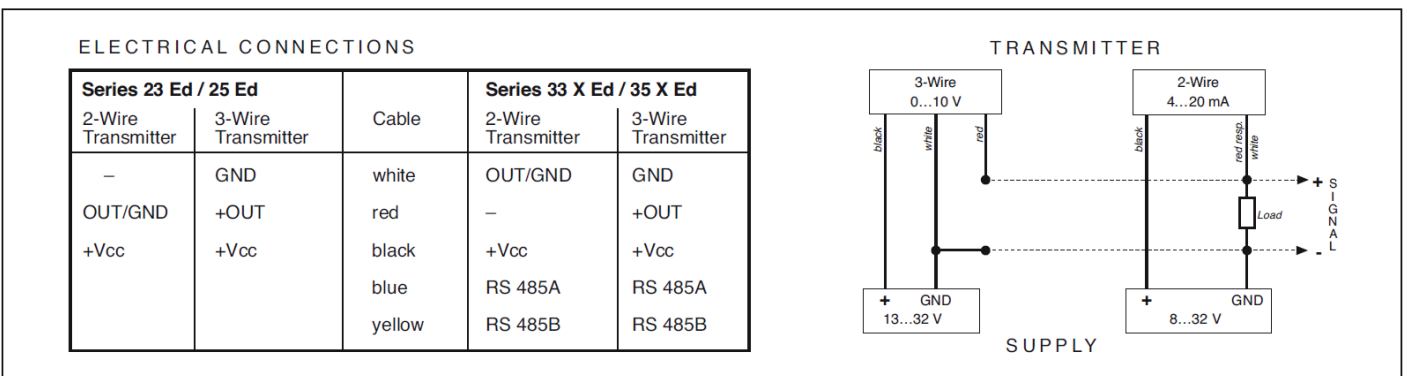 ELECTRICAL CONNECTIONS
Series 23 Ed / 25 Ed
Series 33 X Ed / 35 X Ed
2-Wire Transmitter
3-Wire Transmitter
Cable
2-Wire Transmitter
3-Wire Transmitter
– GND white OUT/GND GND
OUT/GND +OUT red – +OUT
+Vcc +Vcc black +Vcc +Vcc
blue RS 485A RS 485A
yellow RS 485B RS 485B
TRANSMITTER
3-Wire
0...10 V
2-Wire
4...20 mA
black
white
red
black
red resp.
white
+
SIGNAL
-
Load
+ GND
13...32 V
+ GND
8...32 V
SUPPLY